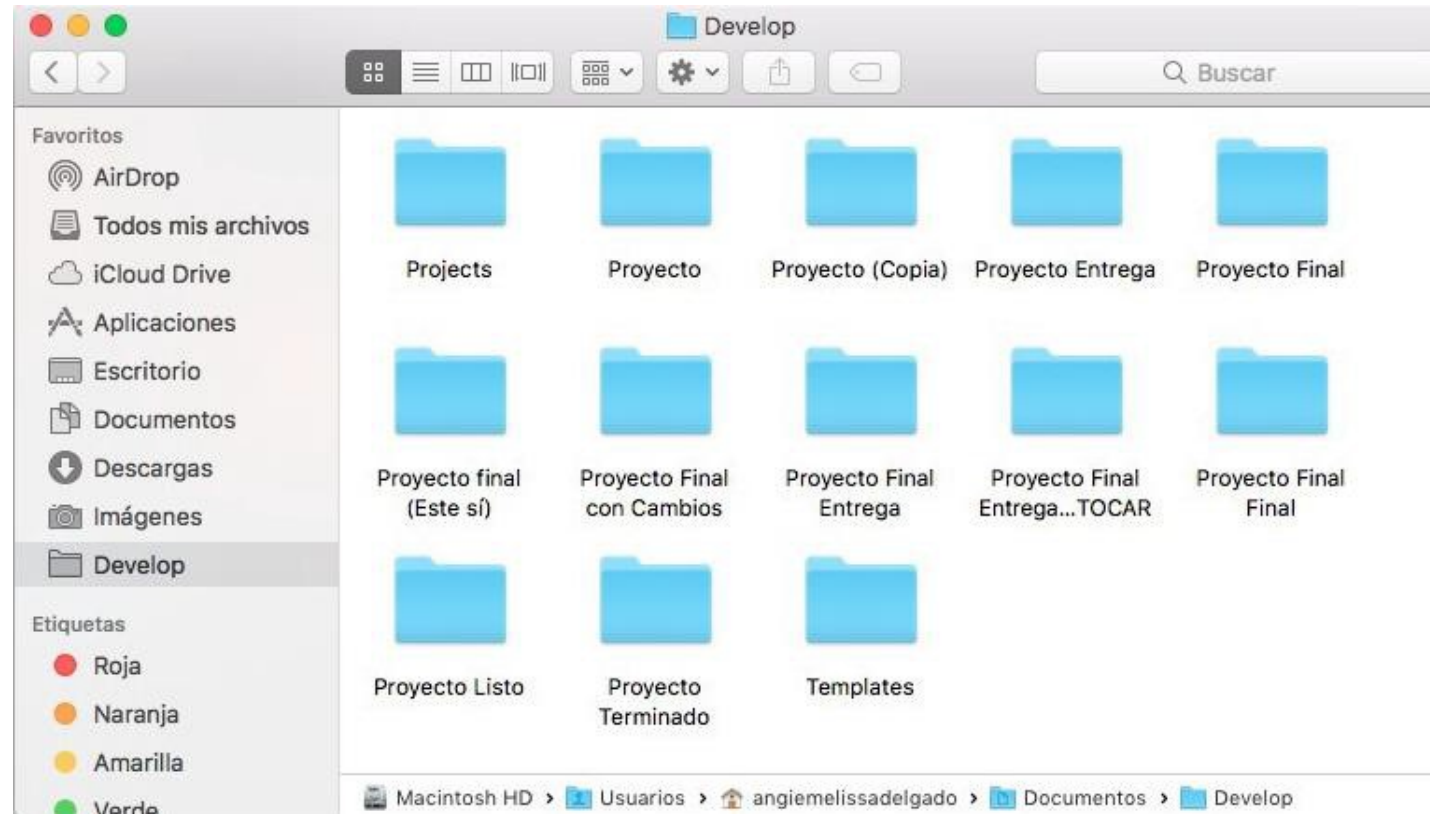 Develop
Buscar
Favoritos
AirDrop
Todos mis archivos
iCloud Drive
Aplicaciones
Escritorio
Documentos
Descargas
Imágenes
Develop
Etiquetas
Roja
Naranja
Amarilla
Verde
Projects
Proyecto
Proyecto (Copia)
Proyecto Entrega
Proyecto Final
Proyecto final
(Este sí)
Proyecto Final
con Cambios
Proyecto Final
Entrega
Proyecto Final
Entrega...TOCAR
Proyecto Final
Final
Proyecto Listo
Proyecto
Terminado
Templates
Macintosh HD › Usuarios › angiemelissadelgado › Documentos › Develop